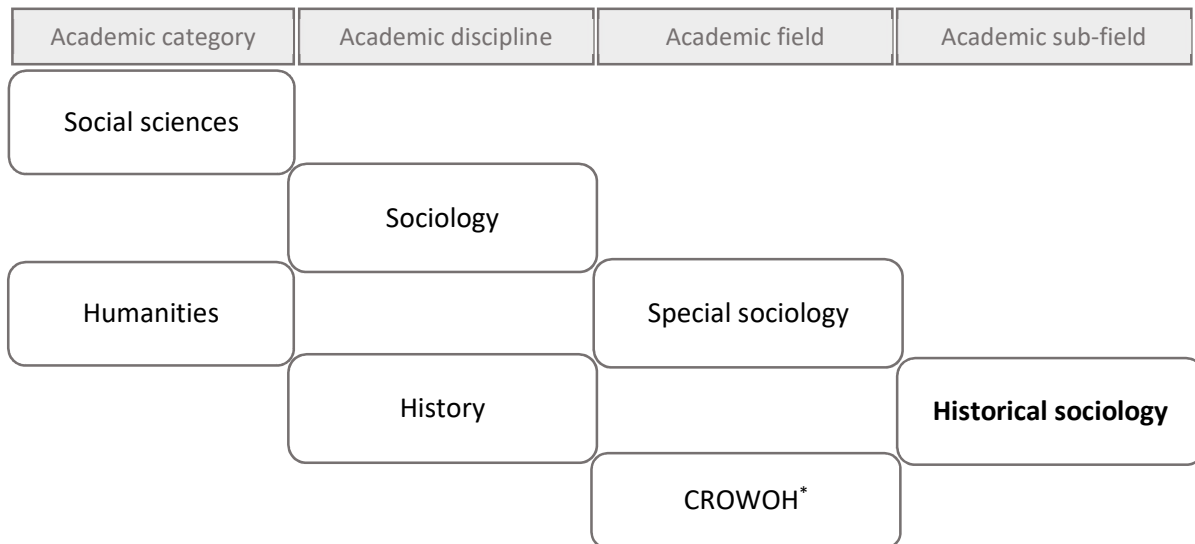 Academic category Academic discipline Academic field Academic sub-field
Social sciences
Sociology
Humanities Special sociology
History Historical sociology
CROWOH*